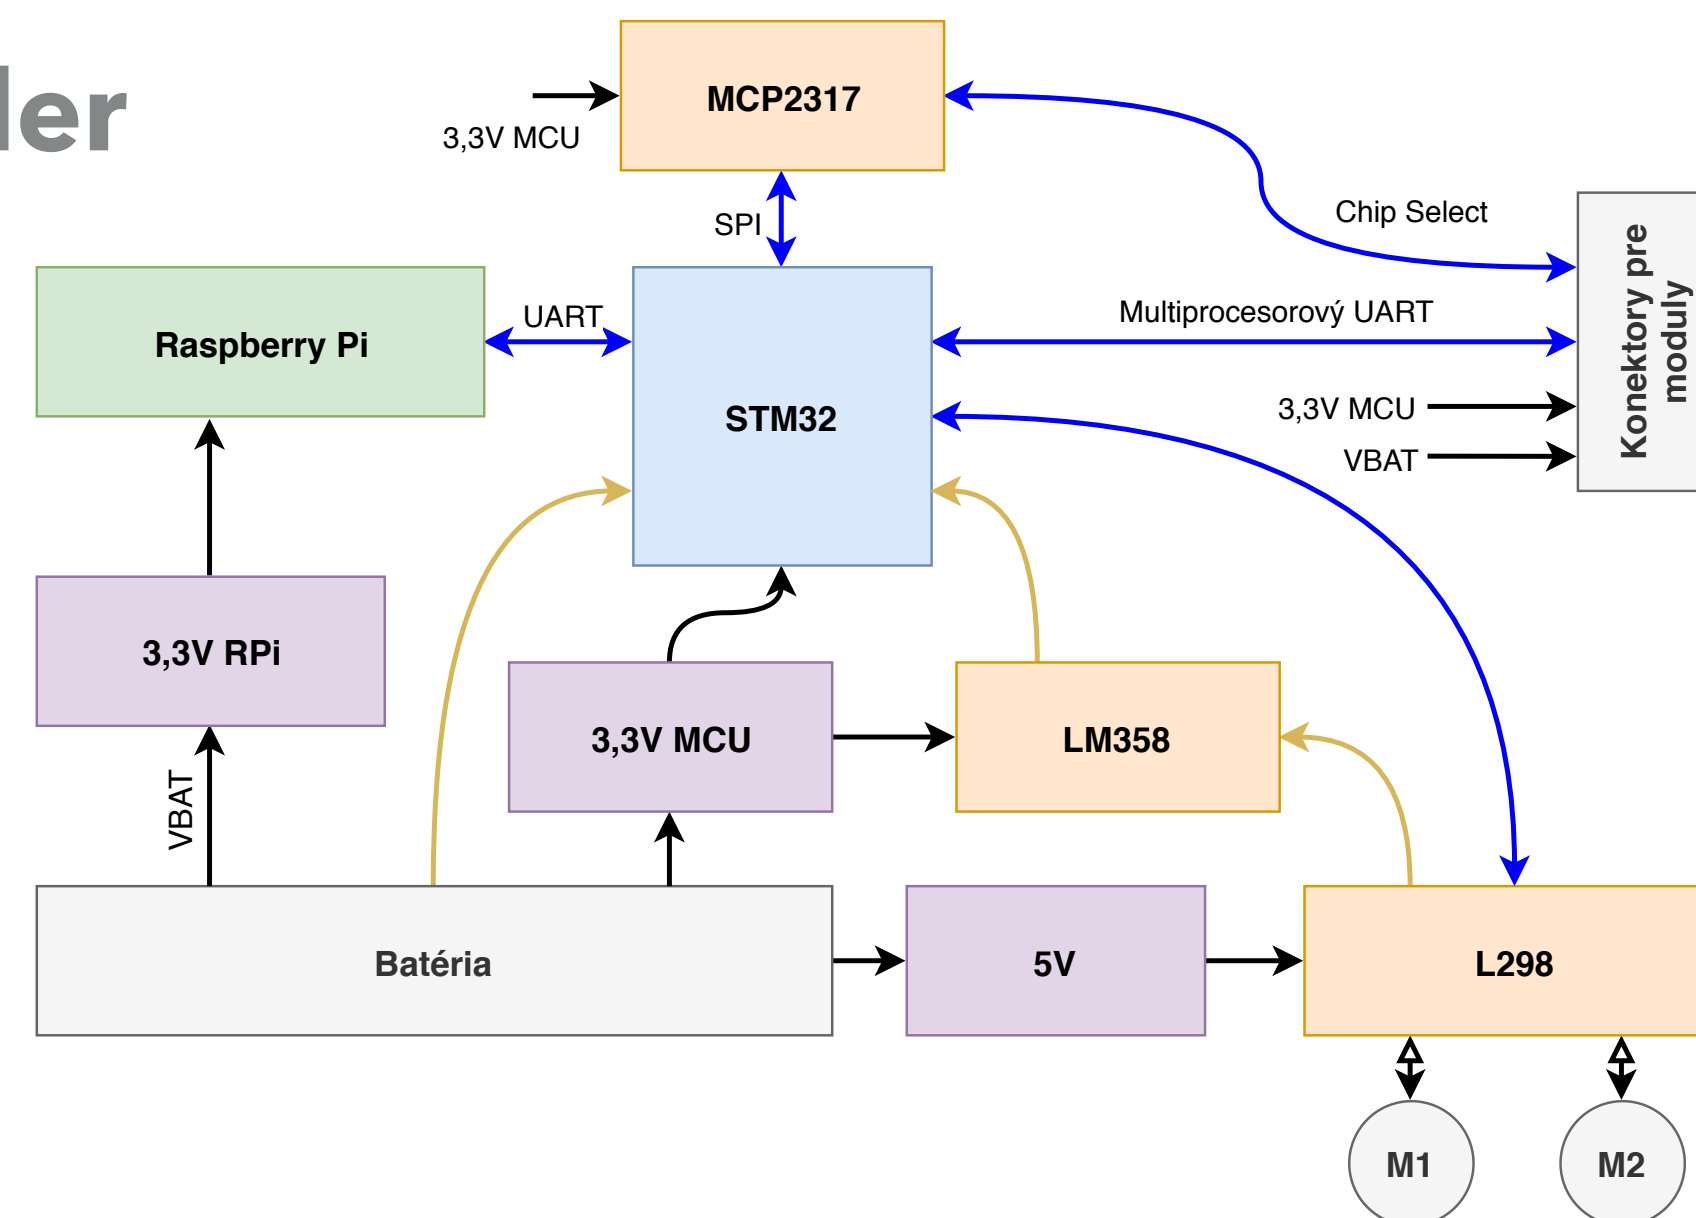 ler
MCP2317
3,3V MCU
SPI
Chip Select
Raspberry Pi
UART
Multiprocesorový UART
STM32
3,3V MCU
VBAT
Konektory pre
moduly
3,3V RPi
3,3V MCU
LM358
VBAT
Batéria
5V
L298
M1
M2